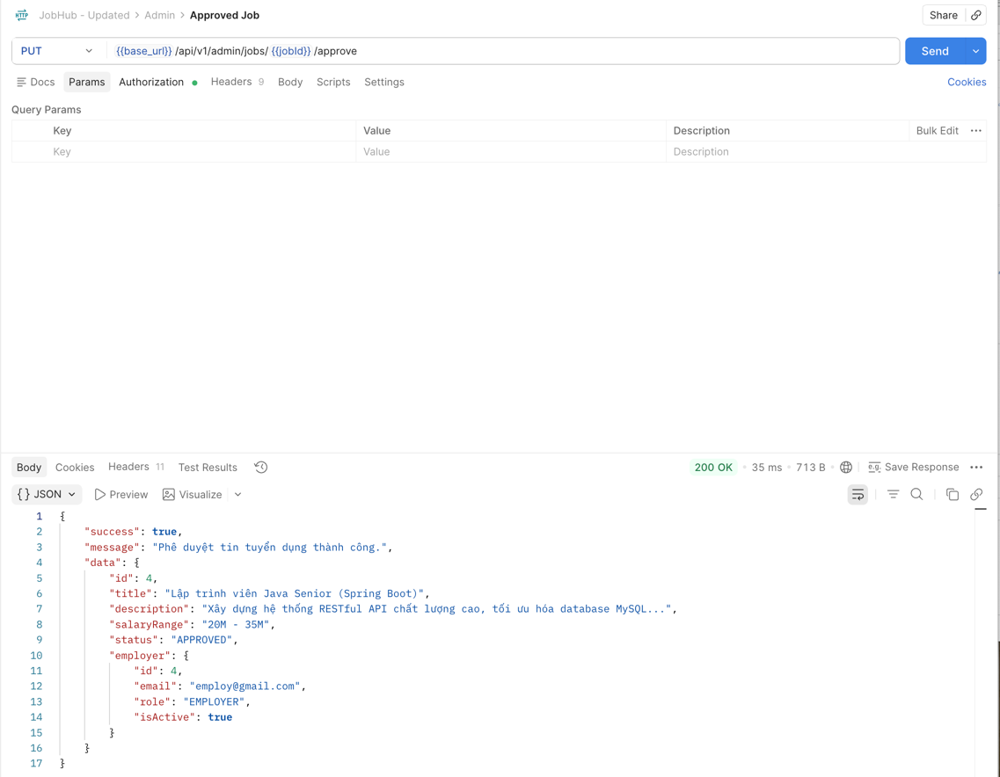 HTTP JobHub - Updated > Admin > Approved Job Share
PUT {{base_url}} /api/v1/admin/jobs/ {{jobId}} /approve Send
Docs Params Authorization Headers 9 Body Scripts Settings Cookies
Query Params
Key Value Description Bulk Edit ...
Key Value Description
Body Cookies Headers 11 Test Results 200 OK 35 ms 713 B e.g. Save Response ...
{} JSON Preview Visualize
1 {
2 "success": true,
3 "message": "Phê duyệt tin tuyển dụng thành công.",
4 "data": {
5 "id": 4,
6 "title": "Lập trình viên Java Senior (Spring Boot)",
7 "description": "Xây dựng hệ thống RESTful API chất lượng cao, tối ưu hóa database MySQL...",
8 "salaryRange": "20M - 35M",
9 "status": "APPROVED",
10 "employer": {
11 "id": 4,
12 "email": "employ@gmail.com",
13 "role": "EMPLOYER",
14 "isActive": true
15 }
16 }
17 }